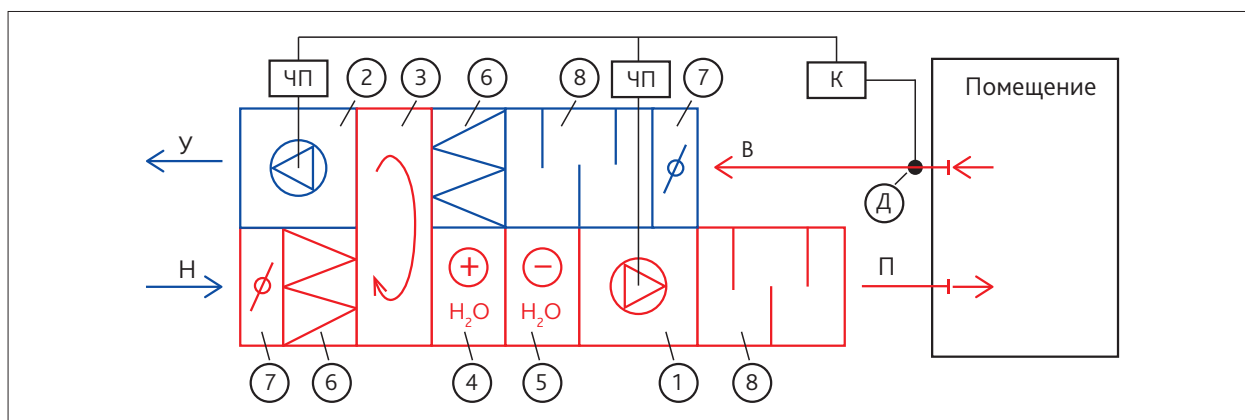 ЧП 2 3 6 8 ЧП 7 К Помещение
У В
Д
Н + − П
H₂O H₂O
7 6 4 5 1 8